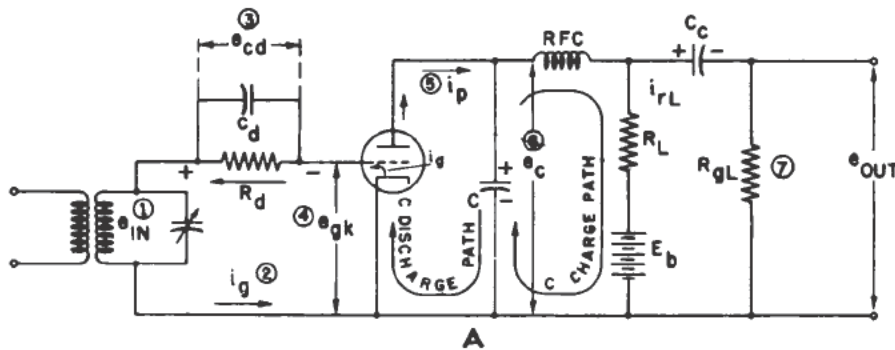 ③
e_cd
C_d
+ −
R_d
①
e_IN
i_g ②
④ e_gk
⑤ i_p
i_g
C DISCHARGE PATH
C
+
−
⑥
e_c
C CHARGE PATH
RFC
C_c
+ −
i_rL
R_L
E_b
R_gL ⑦
e_OUT
A